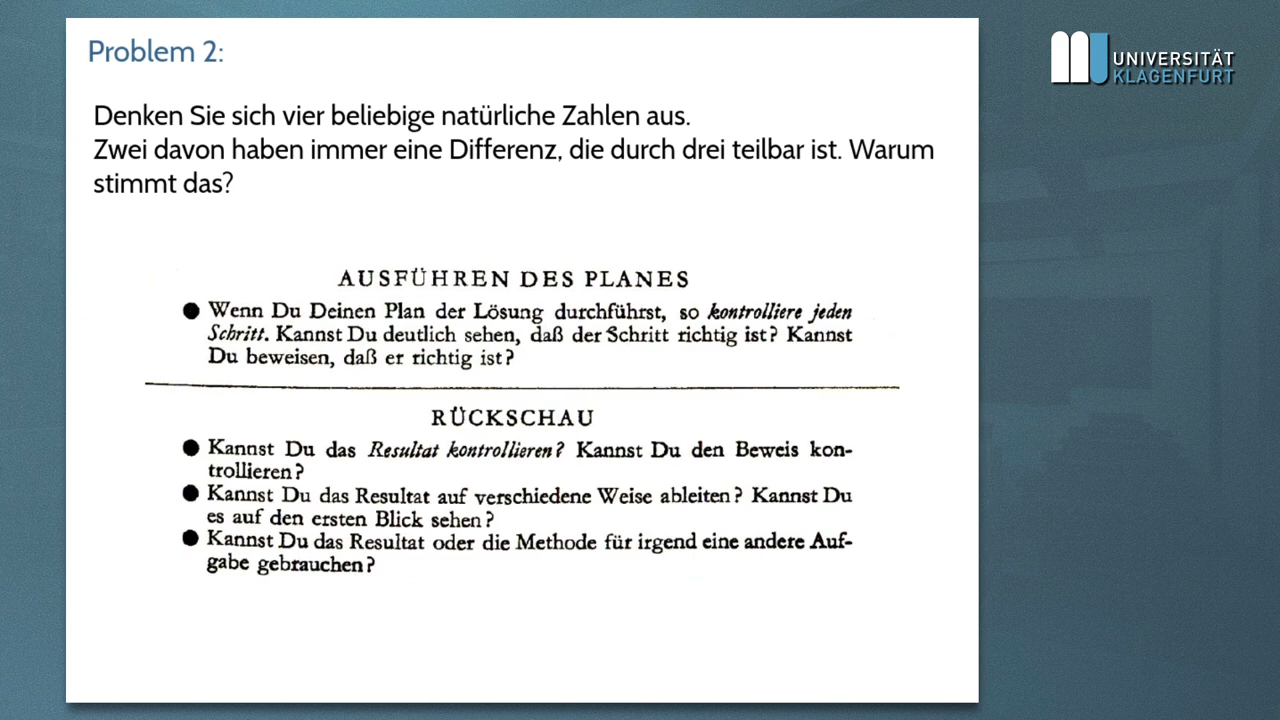 Problem 2:
UNIVERSITÄT
KLAGENFURT
Denken Sie sich vier beliebige natürliche Zahlen aus.
Zwei davon haben immer eine Differenz, die durch drei teilbar ist. Warum
stimmt das?
AUSFÜHREN DES PLANES
● Wenn Du Deinen Plan der Lösung durchführst, so kontrolliere jeden
Schritt. Kannst Du deutlich sehen, daß der Schritt richtig ist? Kannst
Du beweisen, daß er richtig ist?
RÜCKSCHAU
● Kannst Du das Resultat kontrollieren? Kannst Du den Beweis kon-
trollieren?
● Kannst Du das Resultat auf verschiedene Weise ableiten? Kannst Du
es auf den ersten Blick sehen?
● Kannst Du das Resultat oder die Methode für irgend eine andere Auf-
gabe gebrauchen?